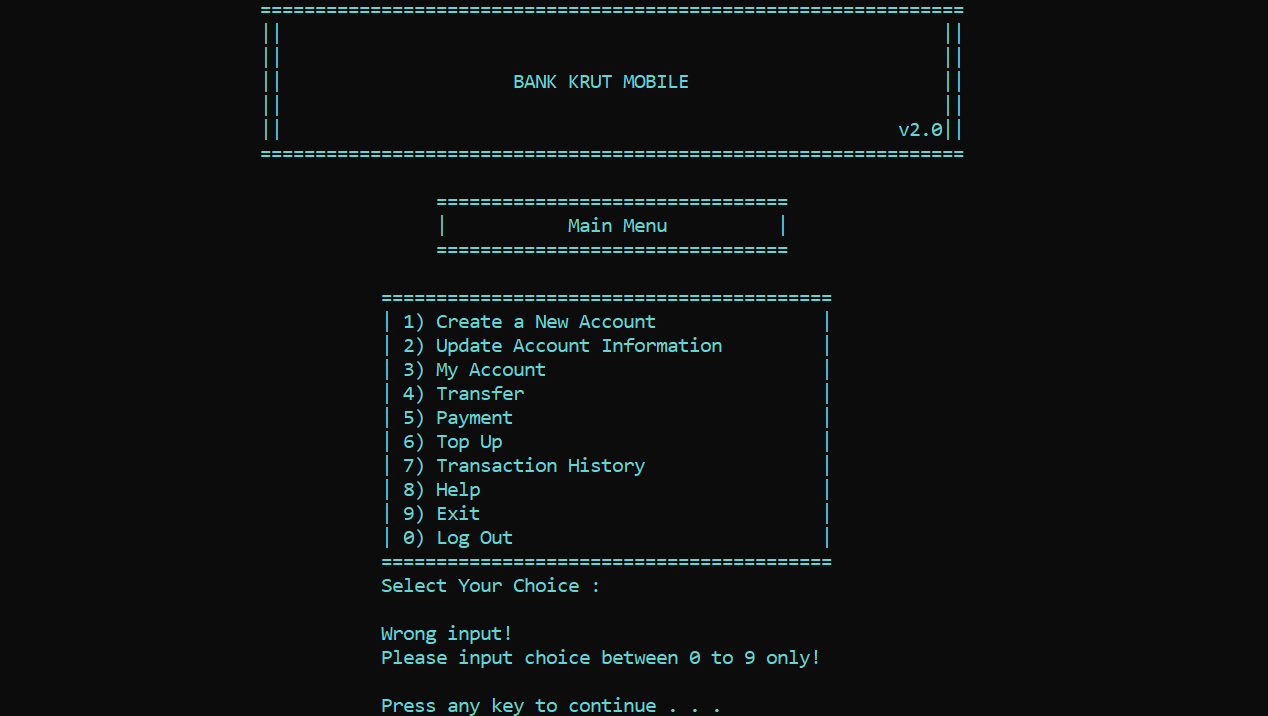 ================================================================
||                                                            ||
||                                                            ||
||                     BANK KRUT MOBILE                       ||
||                                                            ||
||                                                        v2.0||
================================================================
================================
|           Main Menu          |
================================
=========================================
| 1) Create a New Account               |
| 2) Update Account Information         |
| 3) My Account                         |
| 4) Transfer                           |
| 5) Payment                            |
| 6) Top Up                             |
| 7) Transaction History                |
| 8) Help                               |
| 9) Exit                               |
| 0) Log Out                            |
=========================================
Select Your Choice :
Wrong input!
Please input choice between 0 to 9 only!
Press any key to continue . . .